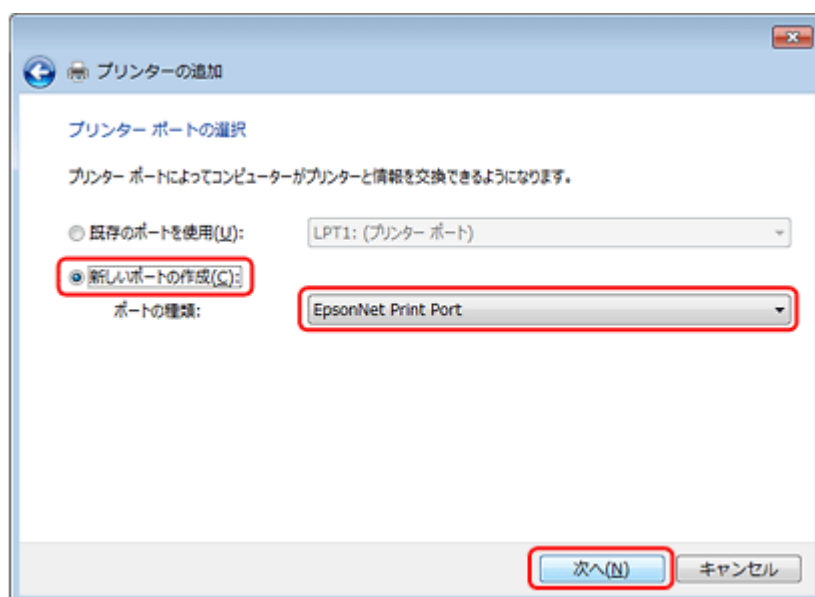 プリンターの追加
プリンター ポートの選択
プリンター ポートによってコンピューターがプリンターと情報を交換できるようになります。
既存のポートを使用(U): LPT1: (プリンター ポート)
新しいポートの作成(C):
ポートの種類: EpsonNet Print Port
次へ(N) キャンセル